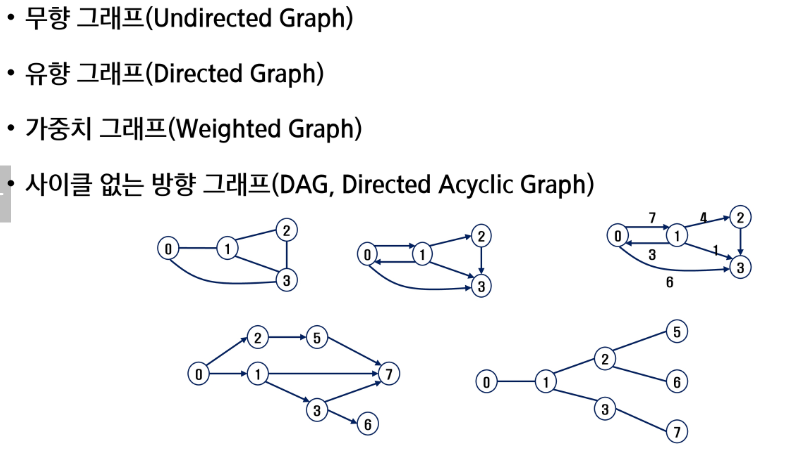 • 무향 그래프(Undirected Graph)
• 유향 그래프(Directed Graph)
• 가중치 그래프(Weighted Graph)
• 사이클 없는 방향 그래프(DAG, Directed Acyclic Graph)
0 1 2 3
0 1 2 3
0 1 2 3 7 3 4 1 6
0 2 5 1 7 3 6
0 1 2 5 6 3 7